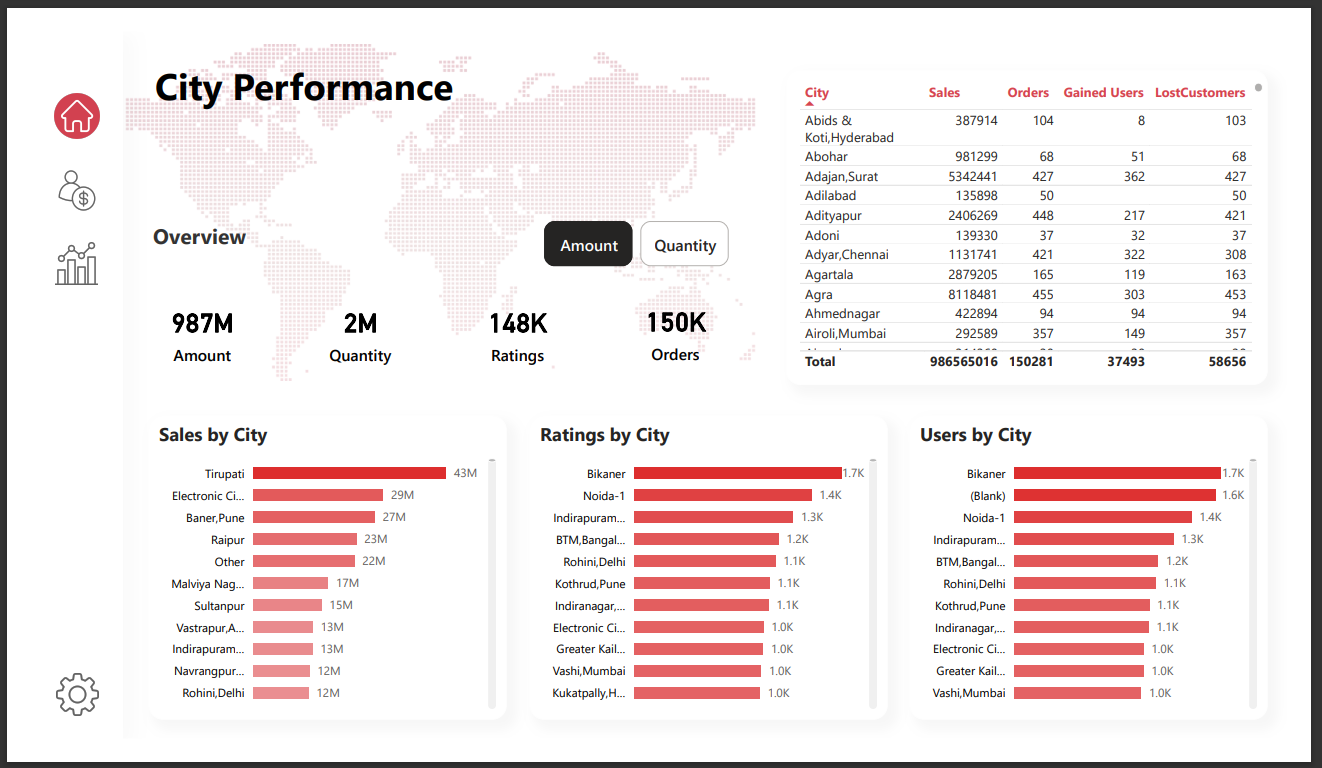 City Performance
Overview
Amount
Quantity
987M
2M
148K
150K
Amount
Quantity
Ratings
Orders
City Sales Orders Gained Users LostCustomers
Abids &
Koti,Hyderabad 387914 104 8 103
Abohar 981299 68 51 68
Adajan,Surat 5342441 427 362 427
Adilabad 135898 50 50
Adityapur 2406269 448 217 421
Adoni 139330 37 32 37
Adyar,Chennai 1131741 421 322 308
Agartala 2879205 165 119 163
Agra 8118481 455 303 453
Ahmednagar 422894 94 94 94
Airoli,Mumbai 292589 357 149 357
Total 986565016 150281 37493 58656
Sales by City
Tirupati 43M
Electronic Ci... 29M
Baner,Pune 27M
Raipur 23M
Other 22M
Malviya Nag... 17M
Sultanpur 15M
Vastrapur,A... 13M
Indirapuram... 13M
Navrangpur... 12M
Rohini,Delhi 12M
Ratings by City
Bikaner 1.7K
Noida-1 1.4K
Indirapuram... 1.3K
BTM,Bangal... 1.2K
Rohini,Delhi 1.1K
Kothrud,Pune 1.1K
Indiranagar,... 1.1K
Electronic Ci... 1.0K
Greater Kail... 1.0K
Vashi,Mumbai 1.0K
Kukatpally,H... 1.0K
Users by City
Bikaner 1.7K
(Blank) 1.6K
Noida-1 1.4K
Indirapuram... 1.3K
BTM,Bangal... 1.2K
Rohini,Delhi 1.1K
Kothrud,Pune 1.1K
Indiranagar,... 1.1K
Electronic Ci... 1.0K
Greater Kail... 1.0K
Vashi,Mumbai 1.0K